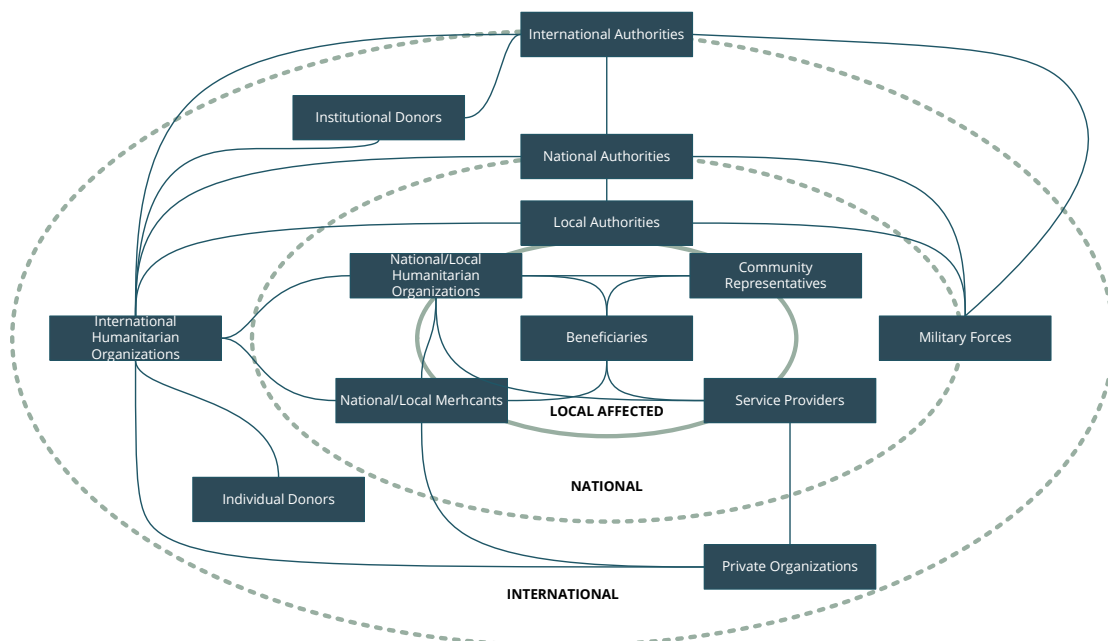 International Authorities
Institutional Donors
National Authorities
Local Authorities
National/Local
Humanitarian
Organizations
Community
Representatives
International
Humanitarian
Organizations
Beneficiaries
Military Forces
National/Local Merhcants
LOCAL AFFECTED
Service Providers
NATIONAL
Individual Donors
Private Organizations
INTERNATIONAL